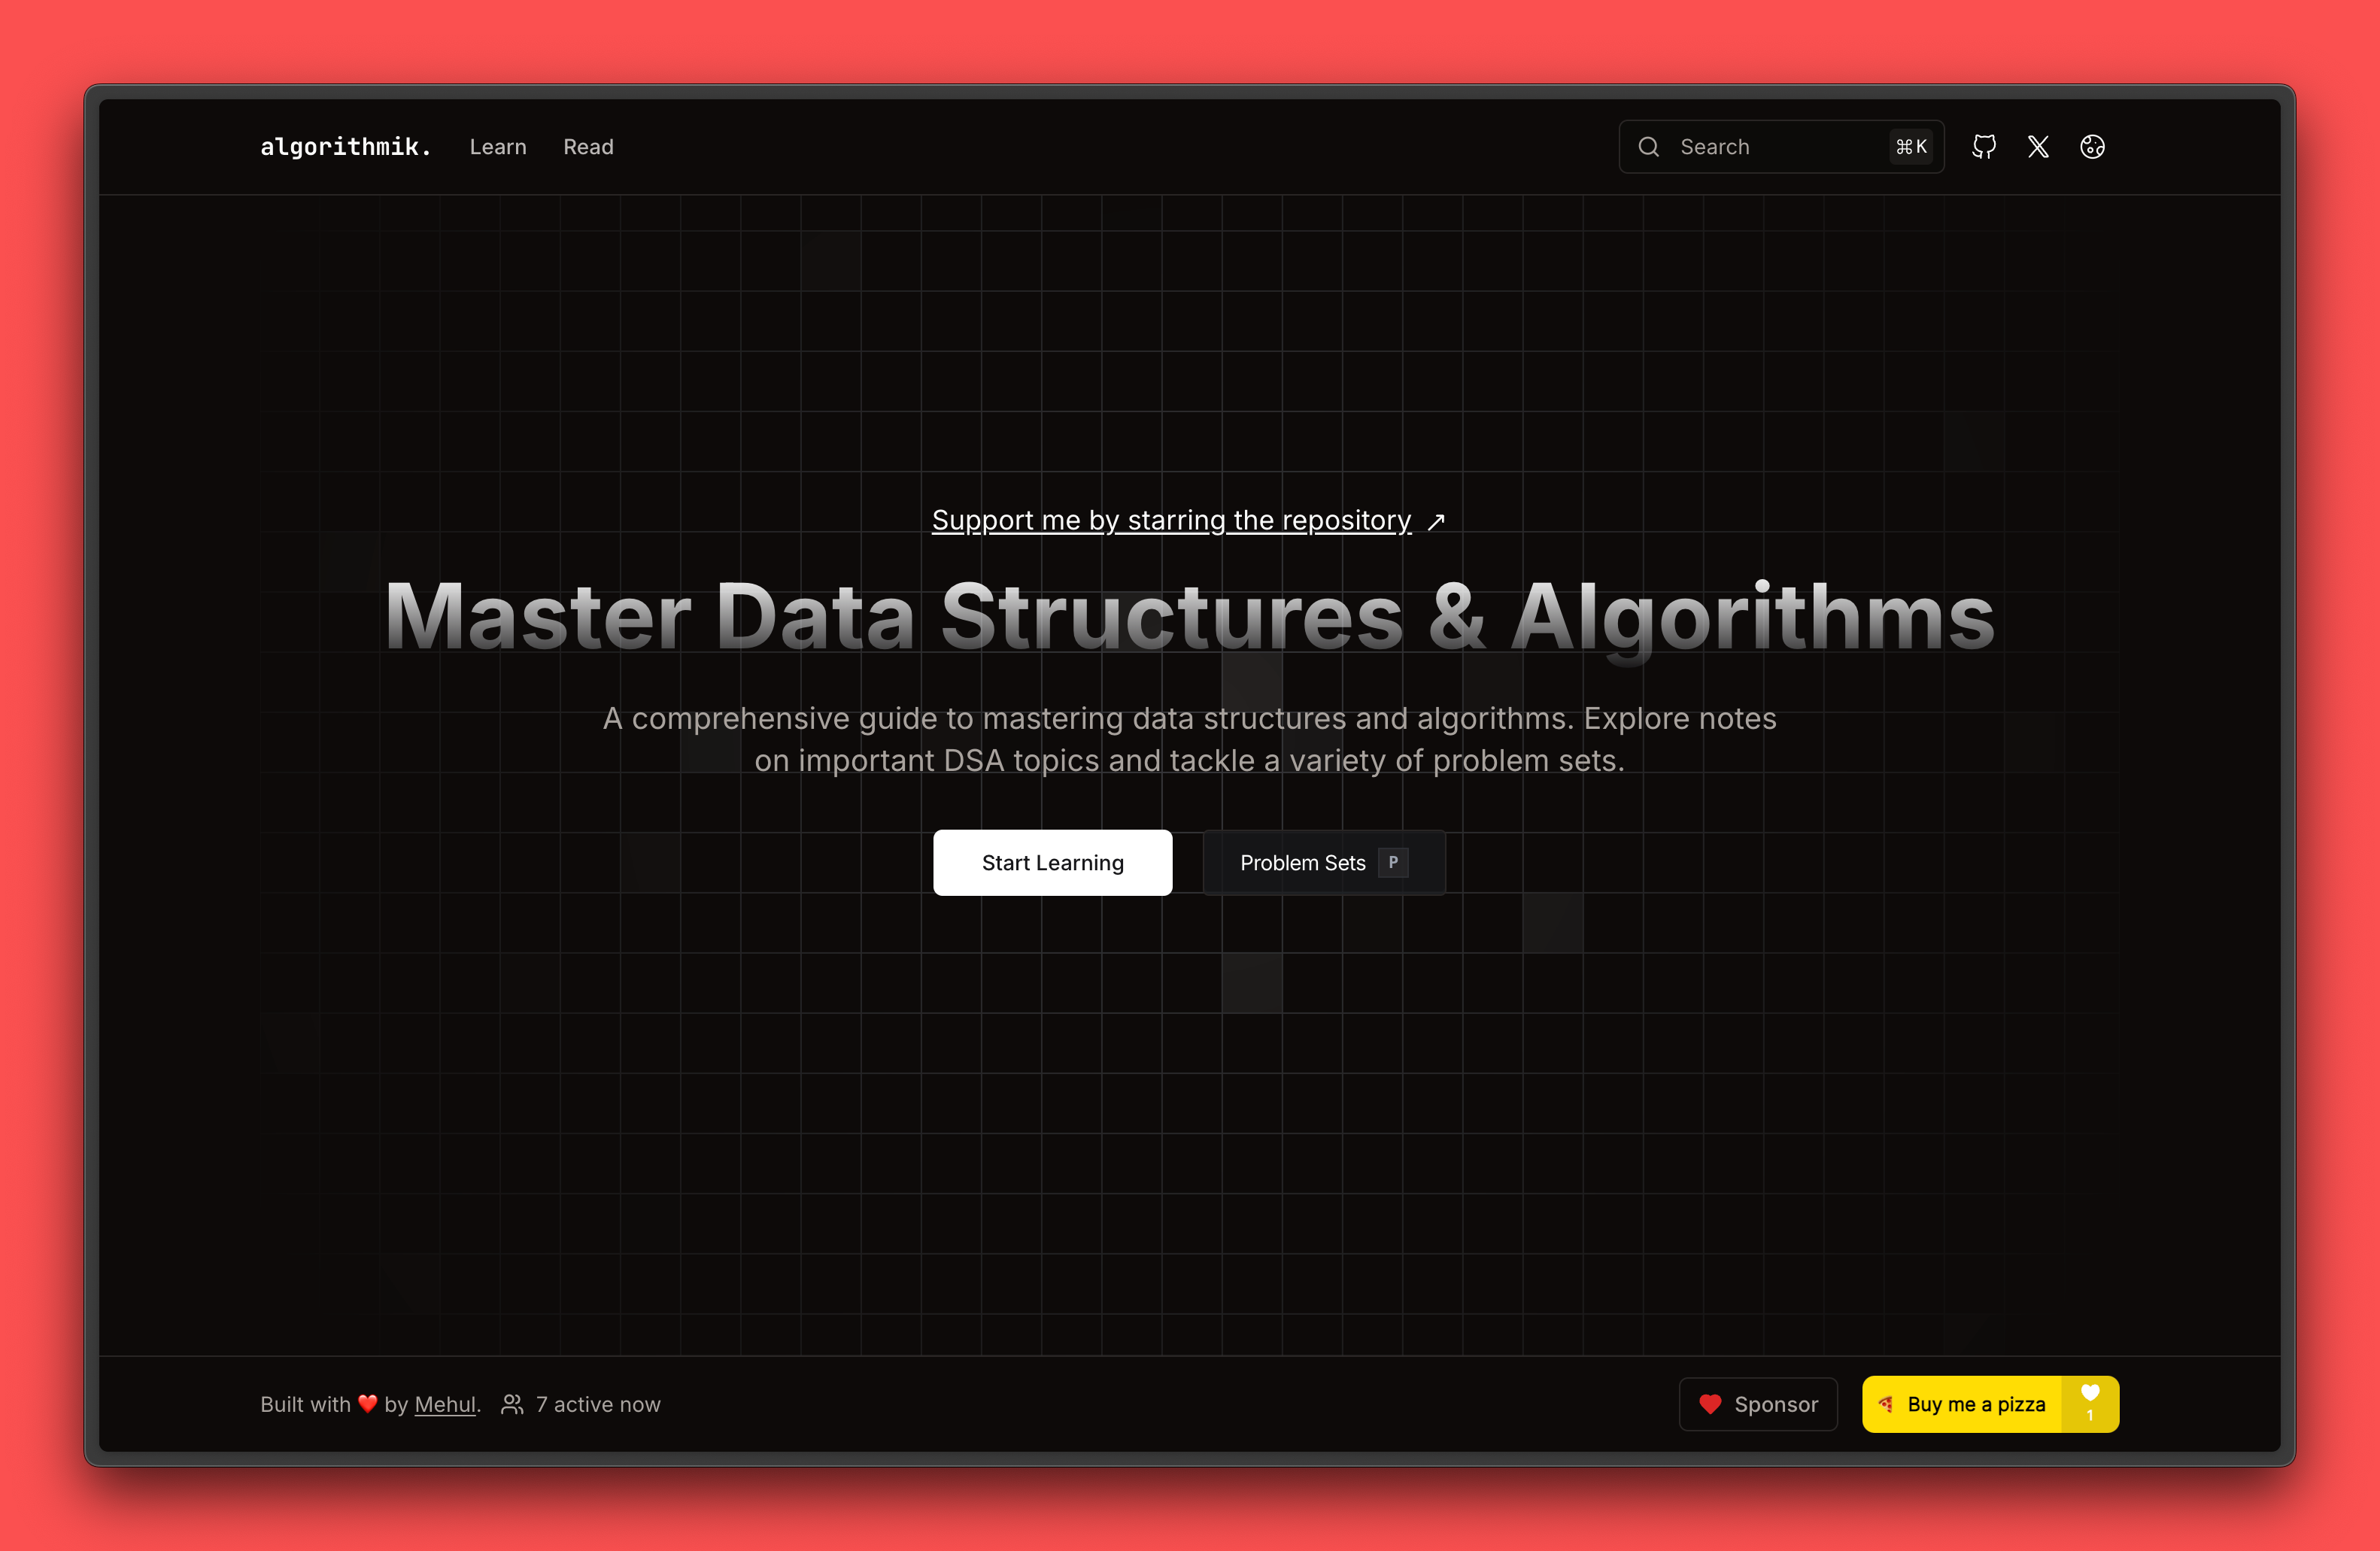 algorithmik. Learn Read Search ⌘K
Support me by starring the repository ↗
Master Data Structures & Algorithms
A comprehensive guide to mastering data structures and algorithms. Explore notes
on important DSA topics and tackle a variety of problem sets.
Start Learning Problem Sets P
Built with ❤️ by Mehul. 7 active now Sponsor 🍕 Buy me a pizza 1